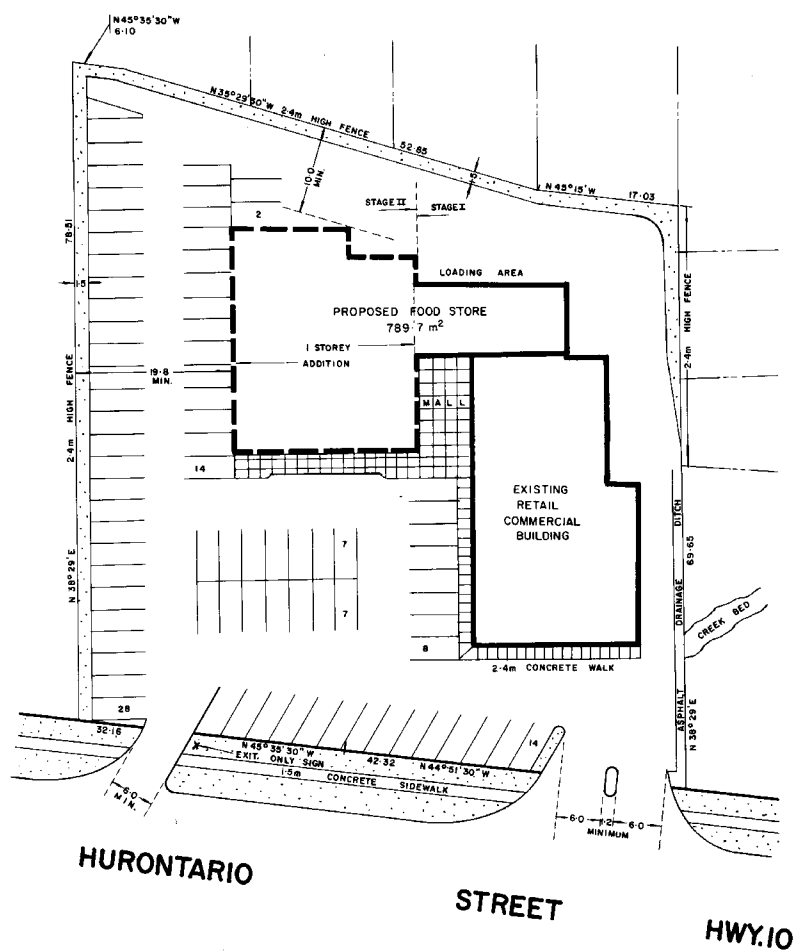 N45°35'30"W
6·10
N35°29'30"W 2·4m HIGH FENCE 52·85
·5
N45°15'W 17·03
10·0
MIN.
2
STAGE II STAGE I
78·51
1·5
LOADING AREA
2·4m HIGH FENCE
PROPOSED FOOD STORE
789·7 m²
1 STOREY
ADDITION
19·8
MIN.
2·4m HIGH FENCE
MALL
14
EXISTING
RETAIL
COMMERCIAL
BUILDING
7
7
N 38°29'E
ASPHALT DRAINAGE DITCH
69·65
CREEK BED
N 38°29'E
8
2·4m CONCRETE WALK
28
32·16
N 45°35'30"W
EXIT ONLY SIGN
42·32 N44°51'30"W
14
1·5m CONCRETE SIDEWALK
6·0
MIN.
6·0 1·2 6·0
MINIMUM
HURONTARIO STREET HWY.10